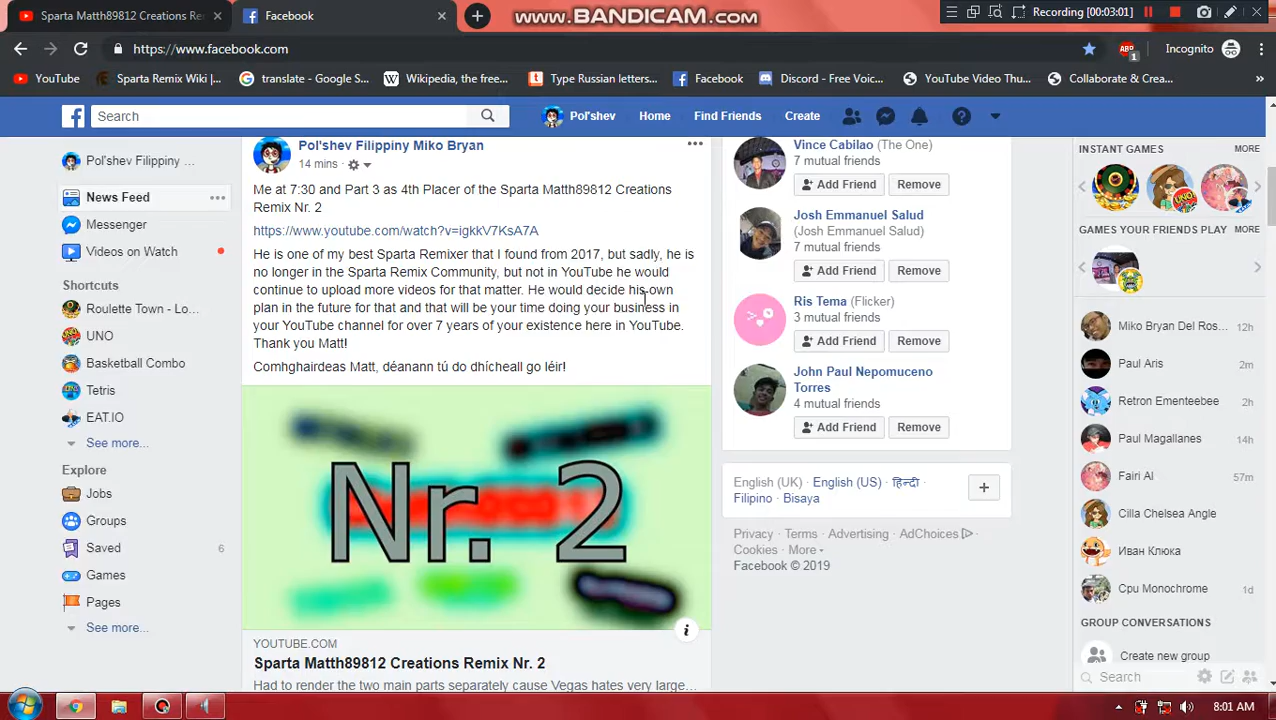 Sparta Matth89812 Creations Re
Facebook
WWW.BANDICAM.COM
Recording [00:03:01]
https://www.facebook.com
ABP
1
Incognito
YouTube
Sparta Remix Wiki |...
translate - Google S...
Wikipedia, the free...
Type Russian letters...
Facebook
Discord - Free Voic...
YouTube Video Thu...
Collaborate & Crea...
»
Search
Pol'shev
Home
Find Friends
Create
Pol'shev Filippiny ...
News Feed
Messenger
Videos on Watch
Shortcuts
Roulette Town - Lo...
UNO
Basketball Combo
Tetris
EAT.IO
See more...
Explore
Jobs
Groups
Saved 6
Games
Pages
See more...
Pol'shev Filippiny Miko Bryan
14 mins ·
Me at 7:30 and Part 3 as 4th Placer of the Sparta Matth89812 Creations
Remix Nr. 2
https://www.youtube.com/watch?v=igkkV7KsA7A
He is one of my best Sparta Remixer that I found from 2017, but sadly, he is
no longer in the Sparta Remix Community, but not in YouTube he would
continue to upload more videos for that matter. He would decide his own
plan in the future for that and that will be your time doing your business in
your YouTube channel for over 7 years of your existence here in YouTube.
Thank you Matt!
Comhghairdeas Matt, déanann tú do dhícheall go léir!
Nr. 2
YOUTUBE.COM
Sparta Matth89812 Creations Remix Nr. 2
Had to render the two main parts separately cause Vegas hates very large...
Vince Cabilao (The One)
7 mutual friends
Add Friend Remove
Josh Emmanuel Salud
(Josh Emmanuel Salud)
7 mutual friends
Add Friend Remove
Ris Tema (Flicker)
3 mutual friends
Add Friend Remove
John Paul Nepomuceno
Torres
4 mutual friends
Add Friend Remove
English (UK) · English (US) · हिन्दी ·
Filipino · Bisaya
Privacy · Terms · Advertising · AdChoices ·
Cookies · More
Facebook © 2019
INSTANT GAMES MORE
UNO
GAMES YOUR FRIENDS PLAY MORE
Miko Bryan Del Ros... 12h
Paul Aris 2m
Retron Ementeebee 2h
Paul Magallanes 14h
Fairi Al 57m
Cilla Chelsea Angle
Иван Клюка
Cpu Monochrome 1d
GROUP CONVERSATIONS
Create new group
Search
8:01 AM